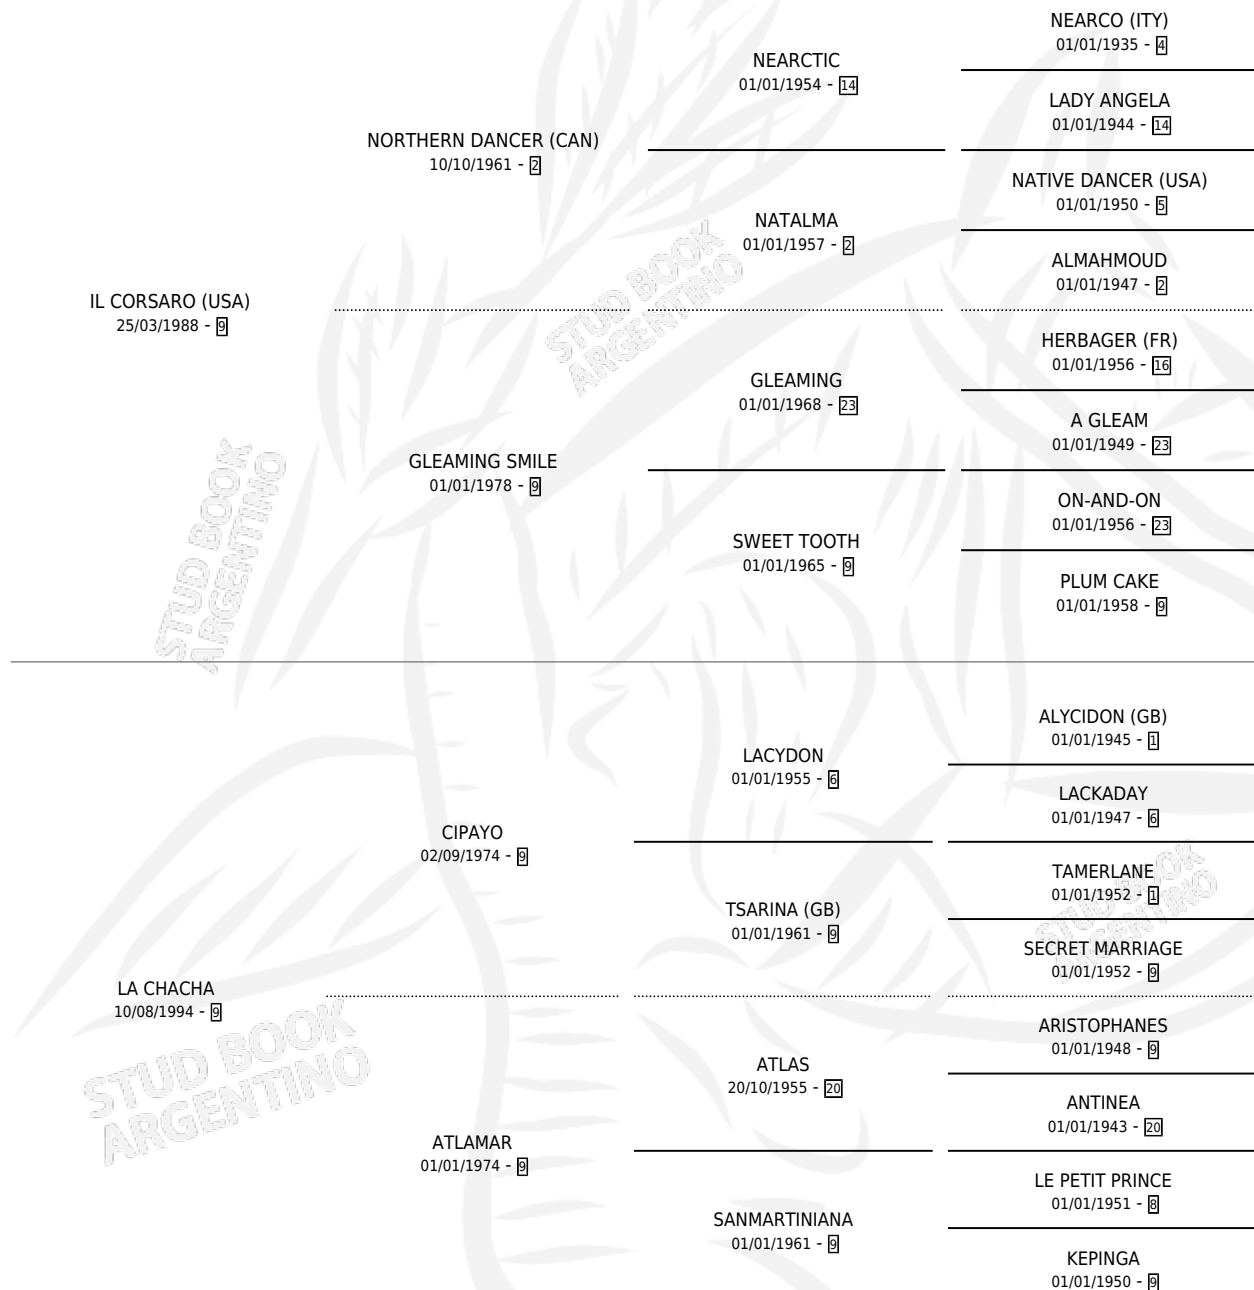 NEARCO (ITY)
01/01/1935 - 4
NEARCTIC
01/01/1954 - 14
LADY ANGELA
01/01/1944 - 14
NORTHERN DANCER (CAN)
10/10/1961 - 2
NATIVE DANCER (USA)
01/01/1950 - 5
NATALMA
01/01/1957 - 2
ALMAHMOUD
01/01/1947 - 2
IL CORSARO (USA)
25/03/1988 - 9
STUD BOOK
ARGENTINO
HERBAGER (FR)
01/01/1956 - 16
GLEAMING
01/01/1968 - 23
A GLEAM
01/01/1949 - 23
GLEAMING SMILE
01/01/1978 - 9
ON-AND-ON
01/01/1956 - 23
SWEET TOOTH
01/01/1965 - 9
PLUM CAKE
01/01/1958 - 9
STUD BOOK
ARGENTINO
ALYCIDON (GB)
01/01/1945 - 1
LACYDON
01/01/1955 - 6
LACKADAY
01/01/1947 - 6
CIPAYO
02/09/1974 - 9
TAMERLANE
01/01/1952 - 1
TSARINA (GB)
01/01/1961 - 9
SECRET MARRIAGE
01/01/1952 - 9
STUD BOOK
ARGENTINO
LA CHACHA
10/08/1994 - 9
ARISTOPHANES
01/01/1948 - 9
ATLAS
20/10/1955 - 20
ANTINEA
01/01/1943 - 20
STUD BOOK
ARGENTINO
ATLAMAR
01/01/1974 - 9
LE PETIT PRINCE
01/01/1951 - 8
SANMARTINIANA
01/01/1961 - 9
KEPINGA
01/01/1950 - 9